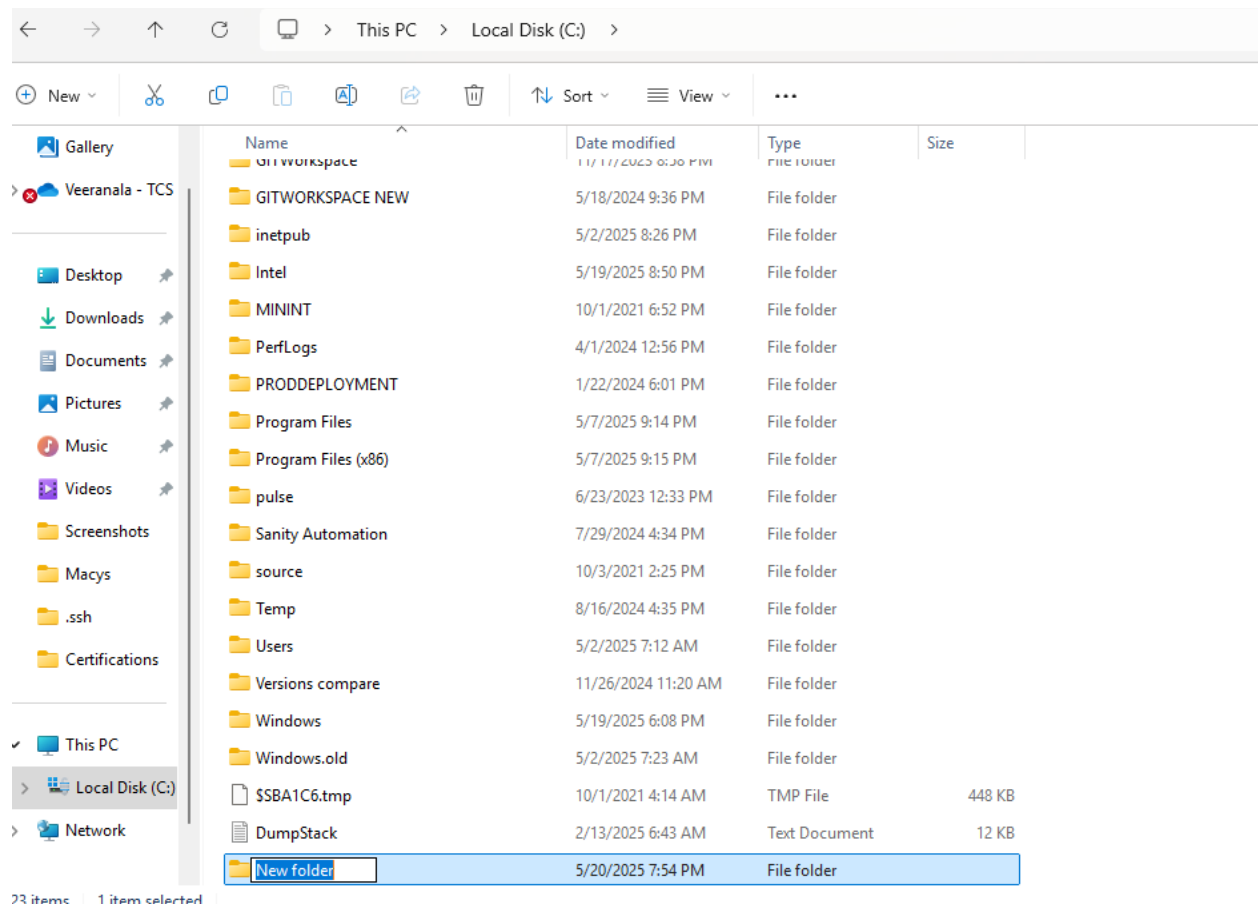 This PC > Local Disk (C:) >
New Sort View ...
Gallery
Veeranala - TCS
Desktop
Downloads
Documents
Pictures
Music
Videos
Screenshots
Macys
.ssh
Certifications
This PC
Local Disk (C:)
Network
Name Date modified Type Size
GITWorkspace 11/17/2023 8:58 PM File folder
GITWORKSPACE NEW 5/18/2024 9:36 PM File folder
inetpub 5/2/2025 8:26 PM File folder
Intel 5/19/2025 8:50 PM File folder
MININT 10/1/2021 6:52 PM File folder
PerfLogs 4/1/2024 12:56 PM File folder
PRODDEPLOYMENT 1/22/2024 6:01 PM File folder
Program Files 5/7/2025 9:14 PM File folder
Program Files (x86) 5/7/2025 9:15 PM File folder
pulse 6/23/2023 12:33 PM File folder
Sanity Automation 7/29/2024 4:34 PM File folder
source 10/3/2021 2:25 PM File folder
Temp 8/16/2024 4:35 PM File folder
Users 5/2/2025 7:12 AM File folder
Versions compare 11/26/2024 11:20 AM File folder
Windows 5/19/2025 6:08 PM File folder
Windows.old 5/2/2025 7:23 AM File folder
$SBA1C6.tmp 10/1/2021 4:14 AM TMP File 448 KB
DumpStack 2/13/2025 6:43 AM Text Document 12 KB
New folder 5/20/2025 7:54 PM File folder
23 items 1 item selected